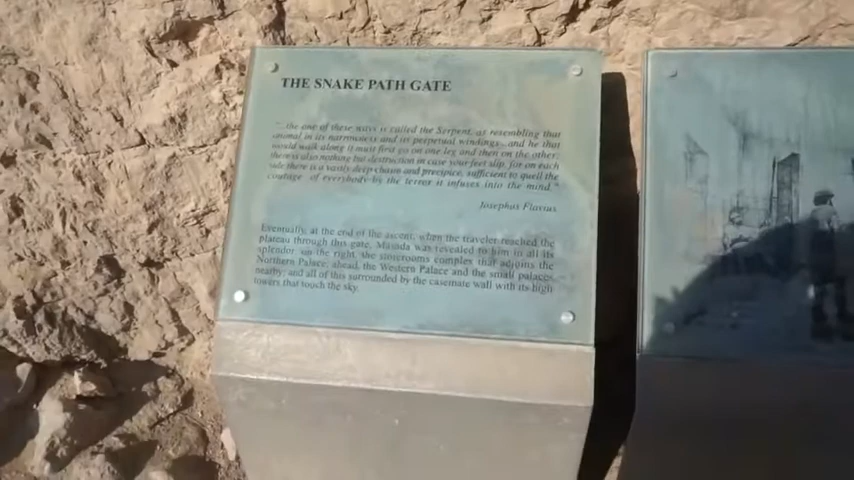 THE SNAKE PATH GATE
"...the one of these ways is called the Serpent, as resembling that
animal in its narrowness and its perpetual windings...and he that
would walk along it must first go on one leg and then on the other;
there is also nothing but destruction in case your feet slip, for on each
side there is a vastly deep chasm and precipice, sufficient to quell the
courage of everybody by the terror it infuses into the mind."
Josephus Flavius
Eventually, at the end of the ascent, when the traveler reached the
plateau through this gate, Masada was revealed to him in all its
splendor: on the right, the storerooms complex that adjoins the
Northern Palace; ahead, the Western Palace and the small palaces
nearby; and all of this surrounded by the casemate wall with its high
towers that touch the sky.